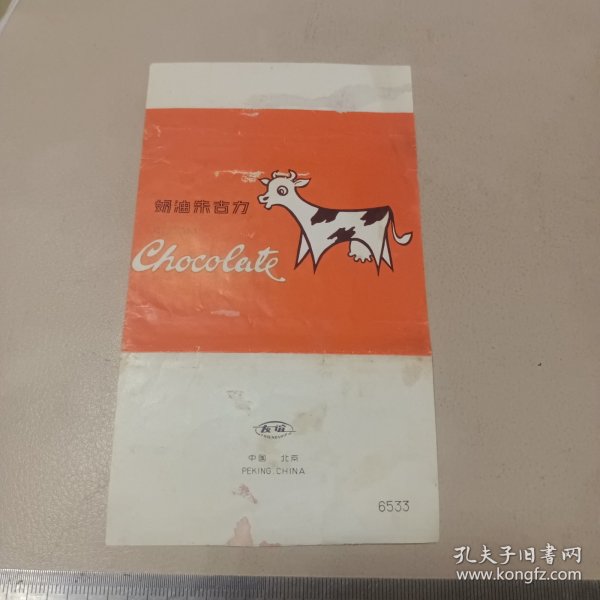 奶油朱古力
Chocolate
友谊
中国 北京
PEKING.CHINA
6533
孔夫子旧书网
www.kongfz.com